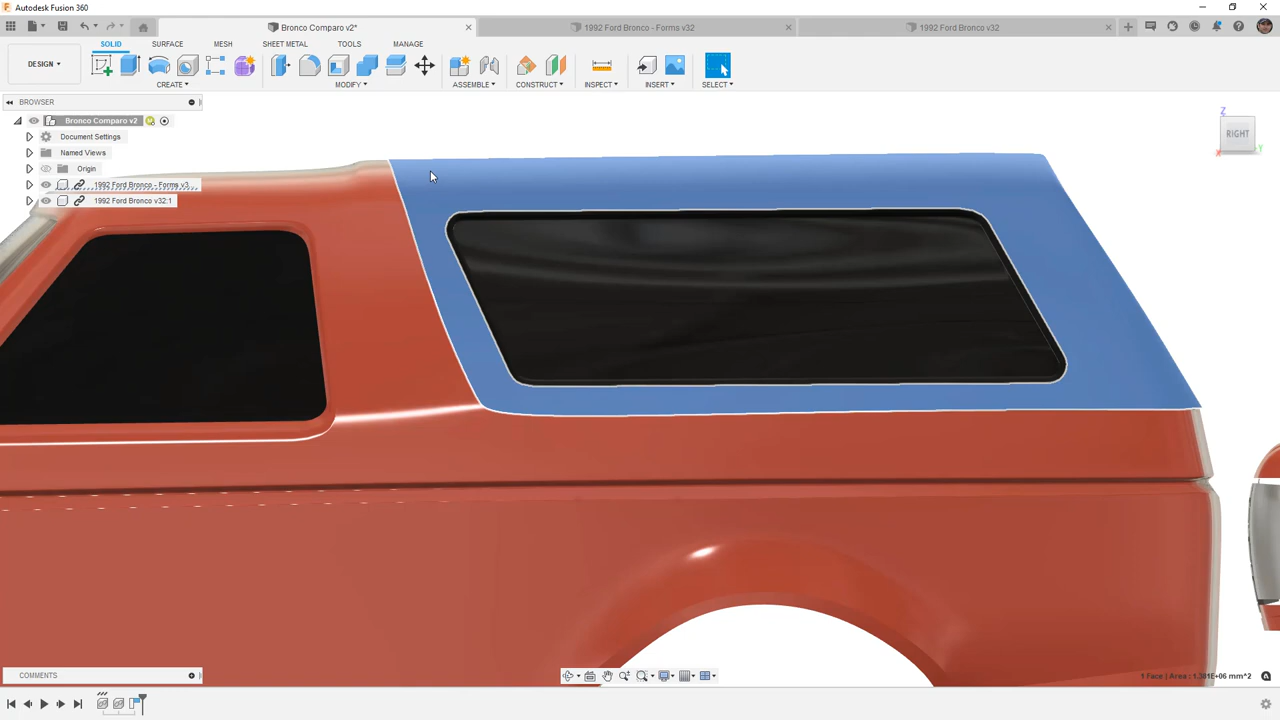 Autodesk Fusion 360
Bronco Comparo v2*
1992 Ford Bronco - Forms v32
1992 Ford Bronco v32
SOLID
SURFACE
MESH
SHEET METAL
TOOLS
MANAGE
DESIGN
CREATE
MODIFY
ASSEMBLE
CONSTRUCT
INSPECT
INSERT
SELECT
BROWSER
Bronco Comparo v2
Document Settings
Named Views
Origin
1992 Ford Bronco - Forms v3...
1992 Ford Bronco v32:1
Z
RIGHT
X
Y
COMMENTS
1 Face | Area : 1.381E+06 mm^2